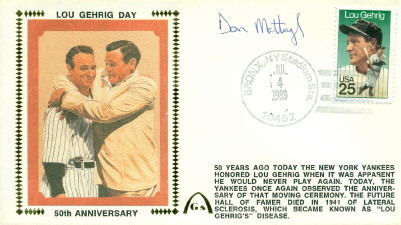 LOU GEHRIG DAY
50th ANNIVERSARY
Don Mattingly
BRONX, NY Stadium Sta.
JUL
4
1989
10452
Lou Gehrig
USA
25
GS
50 YEARS AGO TODAY THE NEW YORK YANKEES
HONORED LOU GEHRIG WHEN IT WAS APPARENT
HE WOULD NEVER PLAY AGAIN. TODAY, THE
YANKEES ONCE AGAIN OBSERVED THE ANNIVER-
SARY OF THAT MOVING CEREMONY. THE FUTURE
HALL OF FAMER DIED IN 1941 OF LATERAL
SCLEROSIS, WHICH BECAME KNOWN AS "LOU
GEHRIG'S" DISEASE.